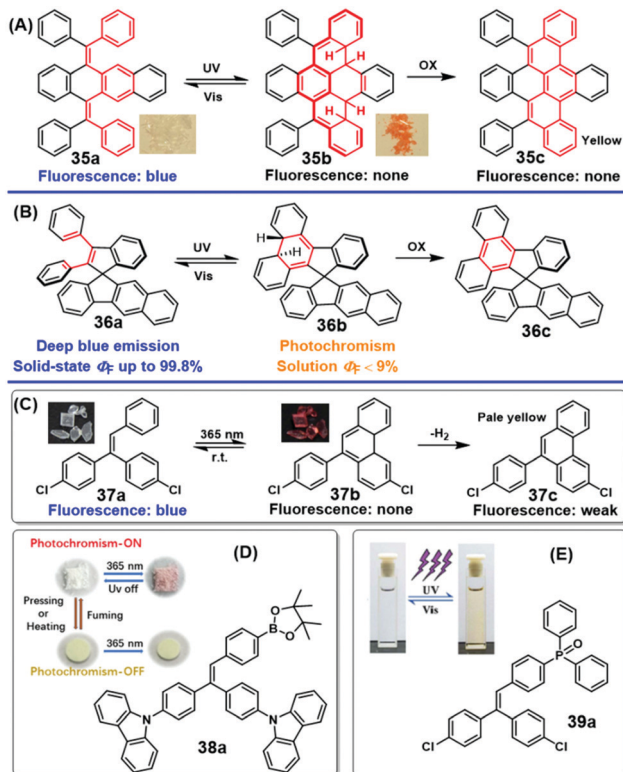 (A)
H H
H H
UV
Vis
OX
Yellow
35a
35b
35c
Fluorescence: blue
Fluorescence: none
Fluorescence: none
(B)
H
H
UV
Vis
OX
36a
36b
36c
Deep blue emission
Solid-state ΦF up to 99.8%
Photochromism
Solution ΦF < 9%
(C)
365 nm
r.t.
-H2
Pale yellow
Cl
Cl
Cl
Cl
Cl
Cl
37a
37b
37c
Fluorescence: blue
Fluorescence: none
Fluorescence: weak
Photochromism-ON
(D)
365 nm
Uv off
Pressing
or
Heating
Fuming
365 nm
Photochromism-OFF
O
B
O
N
N
38a
(E)
UV
Vis
P
O
Cl
Cl
39a